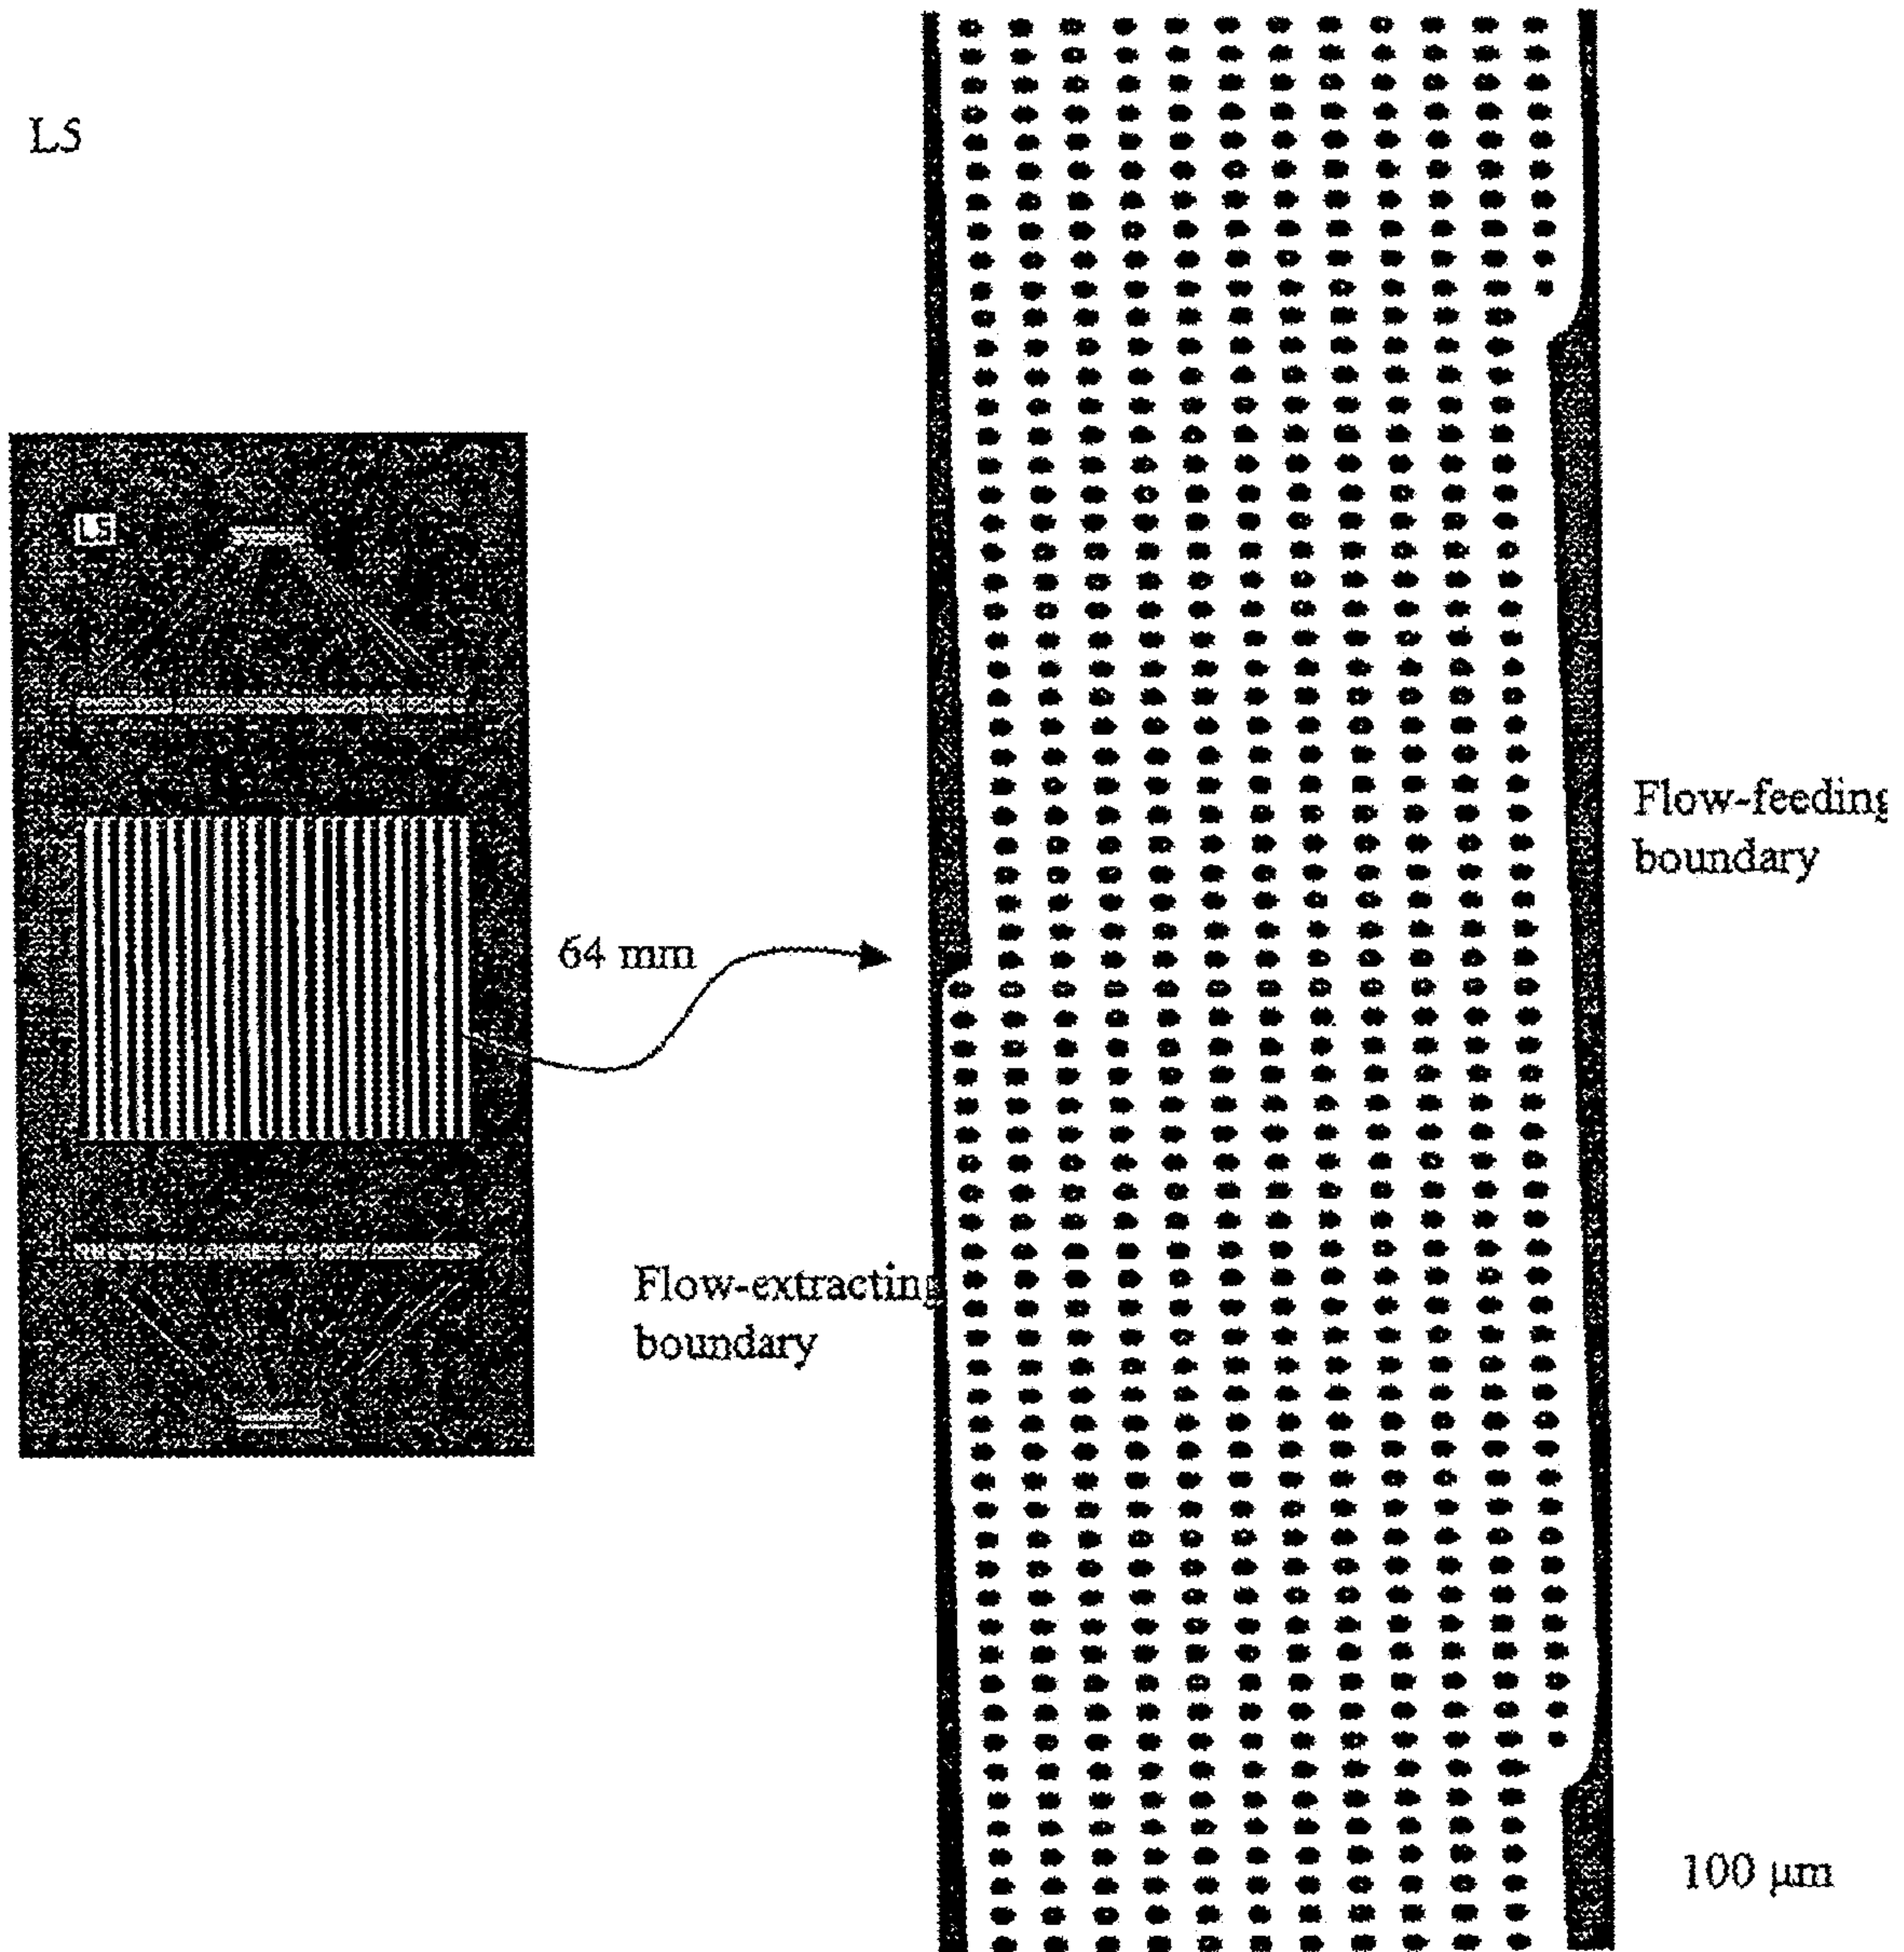 L5
L5
64 mm
Flow-feeding
boundary
Flow-extracting
boundary
100 μm